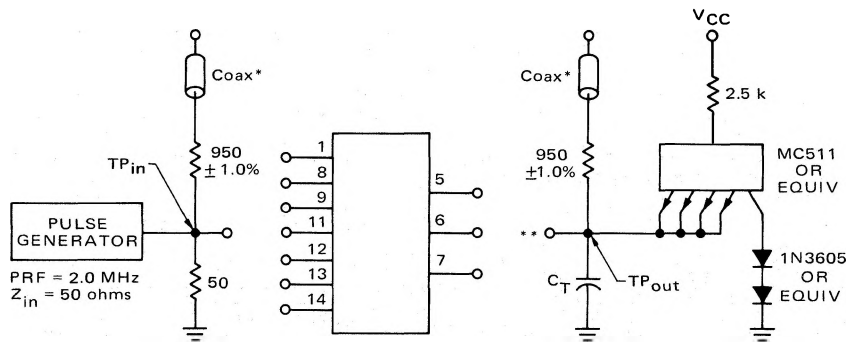 Coax*
950
± 1.0%
TPin
PULSE
GENERATOR
PRF = 2.0 MHz
Zin = 50 ohms
50
1
8
9
11
12
13
14
5
6
7
Coax*
950
±1.0%
**
CT
TPout
VCC
2.5 k
MC511
OR
EQUIV
1N3605
OR
EQUIV